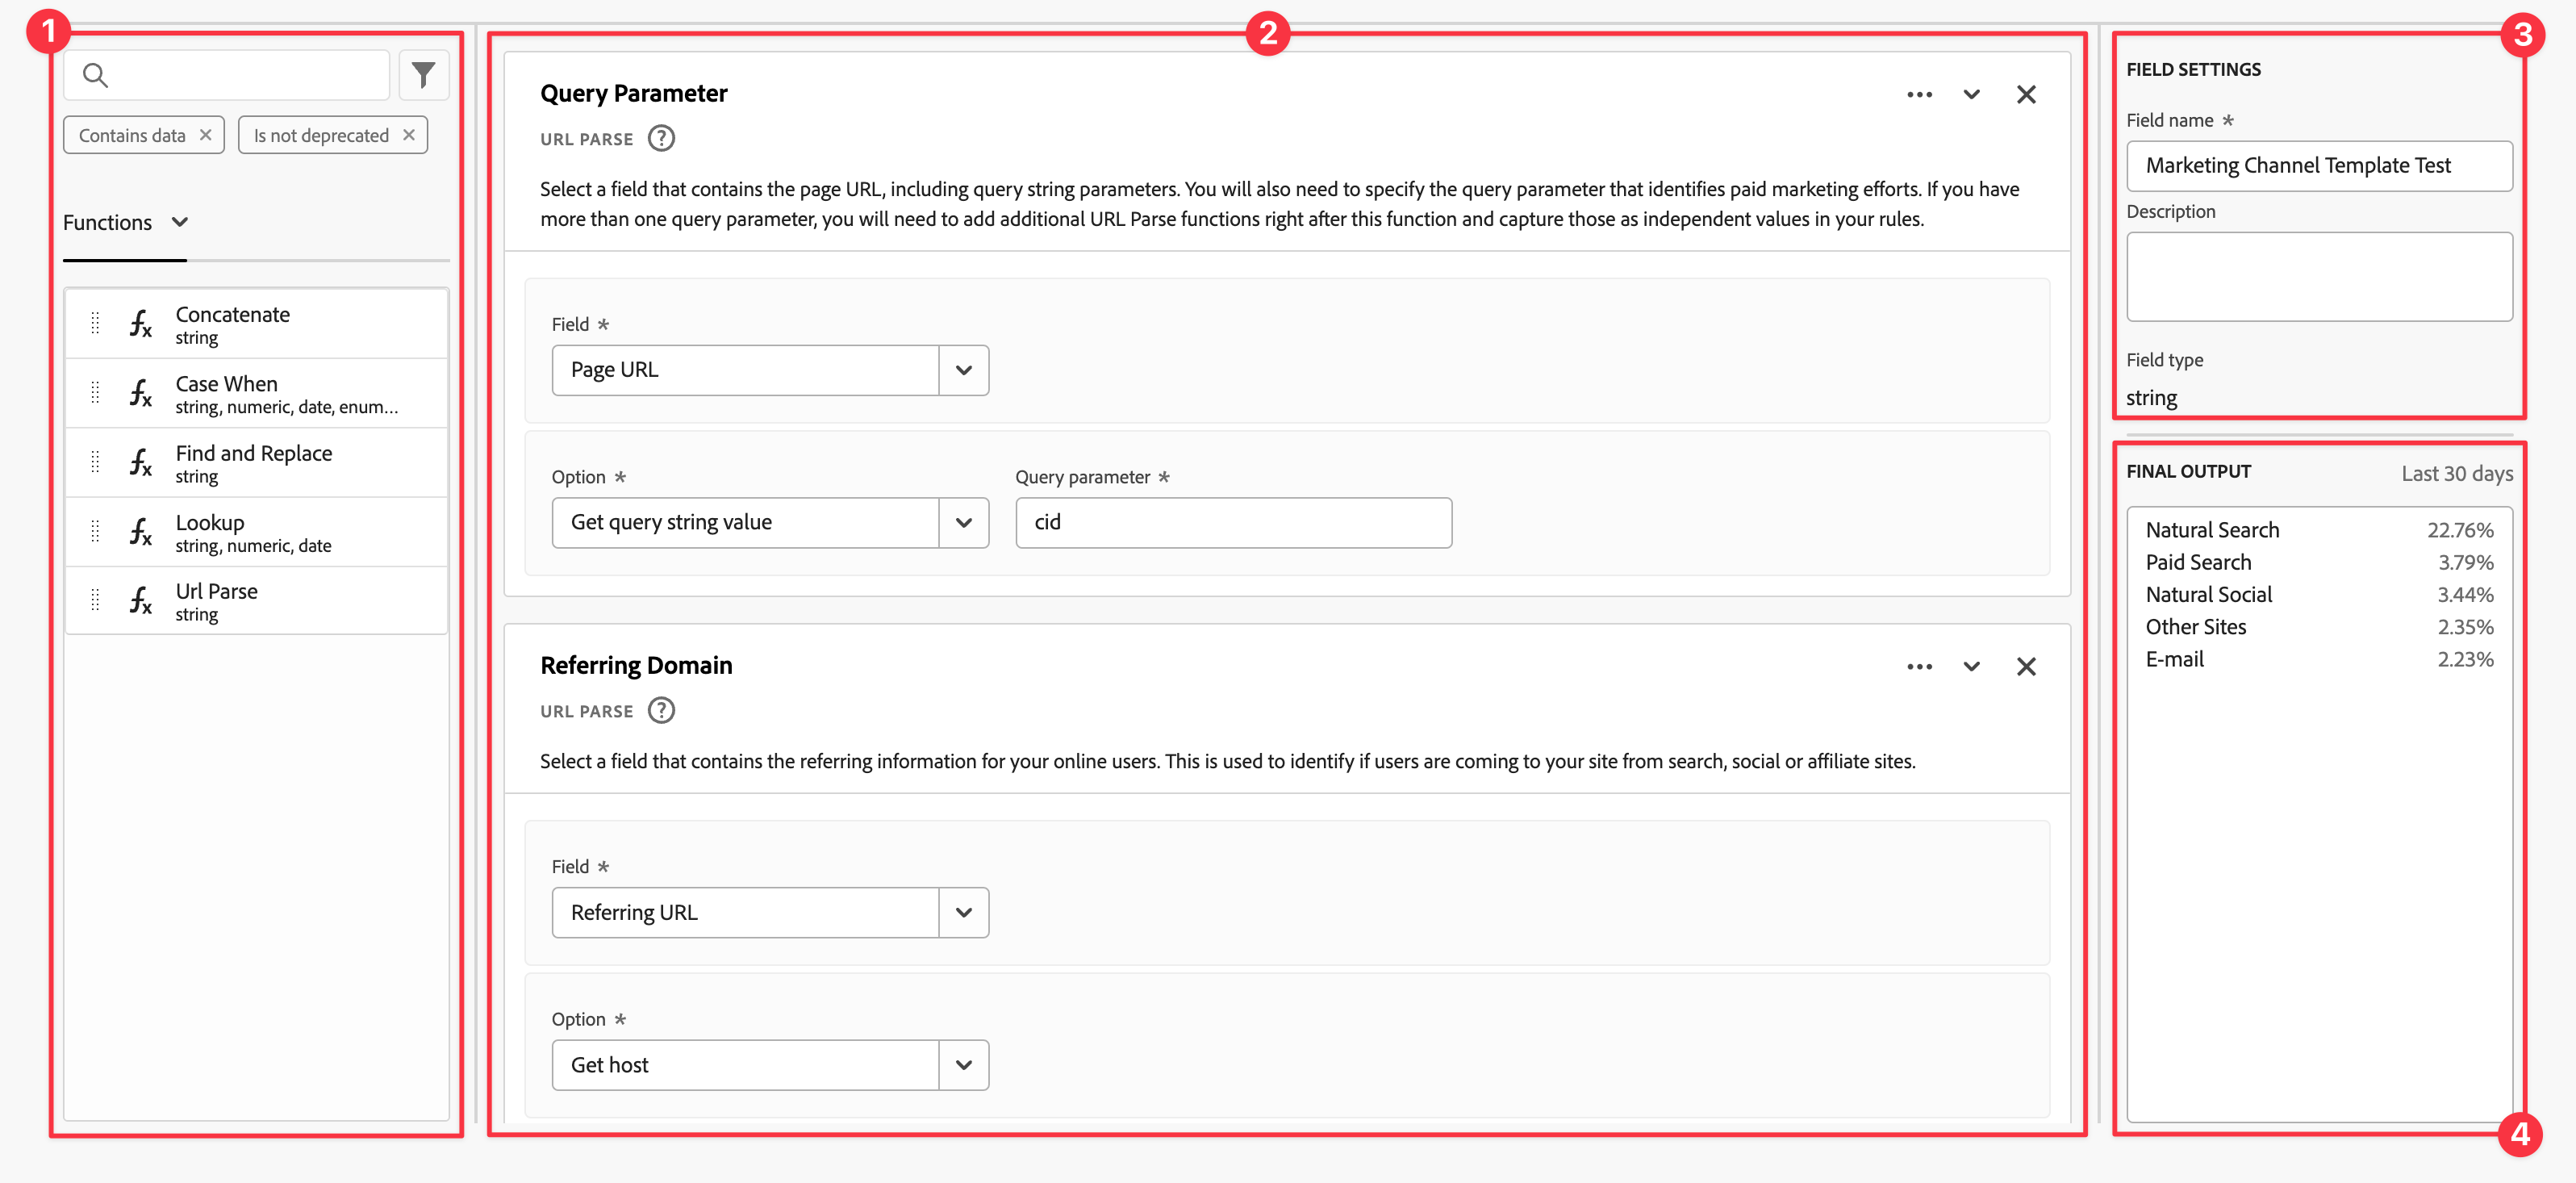 1
Contains data
Is not deprecated
Functions
Concatenate
string
Case When
string, numeric, date, enum...
Find and Replace
string
Lookup
string, numeric, date
Url Parse
string
2
Query Parameter
URL PARSE ?
Select a field that contains the page URL, including query string parameters. You will also need to specify the query parameter that identifies paid marketing efforts. If you have
more than one query parameter, you will need to add additional URL Parse functions right after this function and capture those as independent values in your rules.
Field *
Page URL
Option * Query parameter *
Get query string value cid
Referring Domain
URL PARSE ?
Select a field that contains the referring information for your online users. This is used to identify if users are coming to your site from search, social or affiliate sites.
Field *
Referring URL
Option *
Get host
3
FIELD SETTINGS
Field name *
Marketing Channel Template Test
Description
Field type
string
FINAL OUTPUT Last 30 days
Natural Search 22.76%
Paid Search 3.79%
Natural Social 3.44%
Other Sites 2.35%
E-mail 2.23%
4